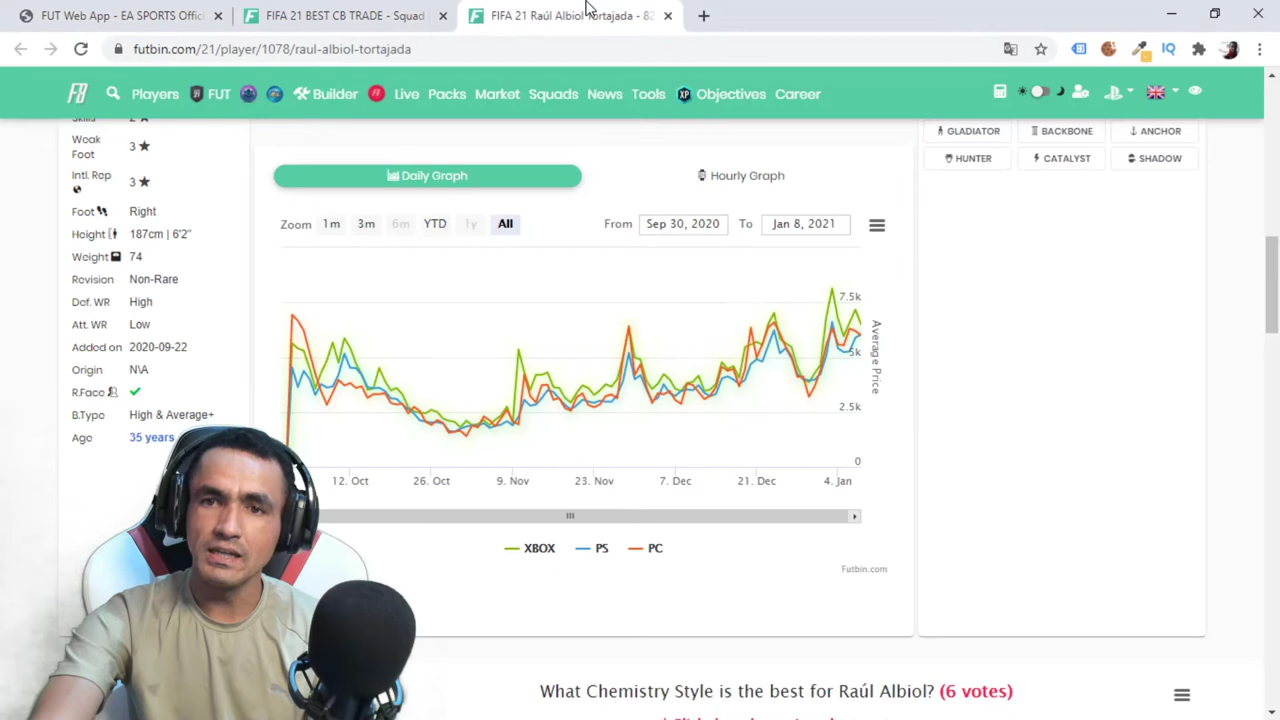 FUT Web App - EA SPORTS Offici
FIFA 21 BEST CB TRADE - Squad
FIFA 21 Raúl Albiol Tortajada - 82
futbin.com/21/player/1078/raul-albiol-tortajada
IQ
Players FUT Builder Live Packs Market Squads News Tools XP Objectives Career
Skills 2
Weak Foot 3 ★
Intl. Rep 3 ★
Foot Right
Height 187cm | 6'2"
Weight 74
Revision Non-Rare
Def. WR High
Att. WR Low
Added on 2020-09-22
Origin N\A
R.Face
B.Type High & Average+
Age 35 years
Daily Graph Hourly Graph
Zoom 1m 3m 6m YTD 1y All From Sep 30, 2020 To Jan 8, 2021
7.5k
5k
2.5k
0
Average Price
12. Oct 26. Oct 9. Nov 23. Nov 7. Dec 21. Dec 4. Jan
XBOX PS PC
Futbin.com
GLADIATOR BACKBONE ANCHOR
HUNTER CATALYST SHADOW
What Chemistry Style is the best for Raúl Albiol? (6 votes)